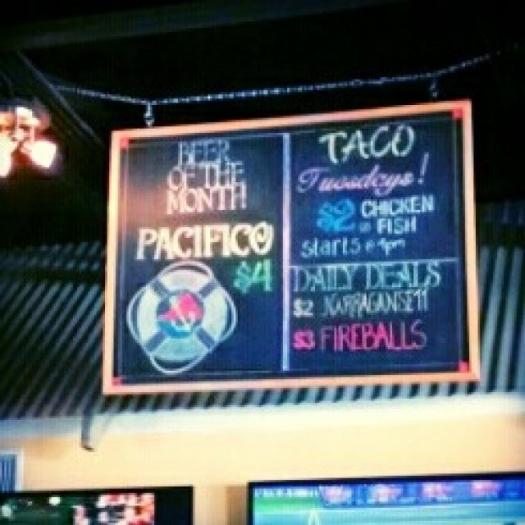 BEER
OF THE
MONTH
PACIFICO
$4
TACO
Tuesdays!
$2 CHICKEN
or FISH
starts @ 4pm
DAILY DEALS
$2 NARRAGANSETT
$3 FIREBALLS